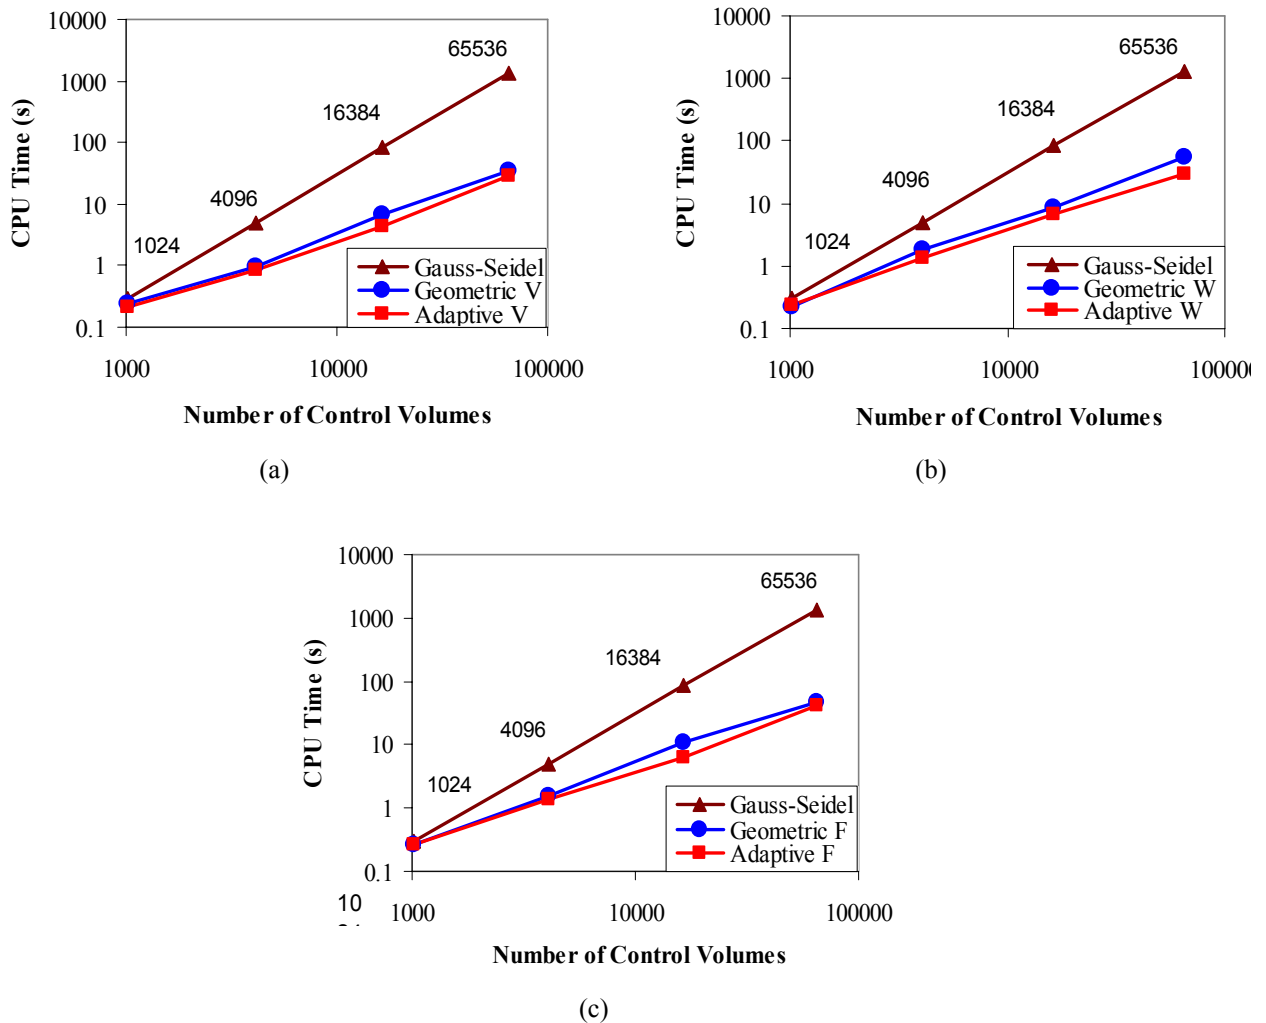 10000
1000
100
10
1
0.1
CPU Time (s)
65536
16384
4096
1024
Gauss-Seidel
Geometric V
Adaptive V
1000 10000 100000
Number of Control Volumes
(a)
10000
1000
100
10
1
0.1
CPU Time (s)
65536
16384
4096
1024
Gauss-Seidel
Geometric W
Adaptive W
1000 10000 100000
Number of Control Volumes
(b)
10000
1000
100
10
1
0.1
CPU Time (s)
65536
16384
4096
1024
Gauss-Seidel
Geometric F
Adaptive F
10
1000 10000 100000
Number of Control Volumes
(c)